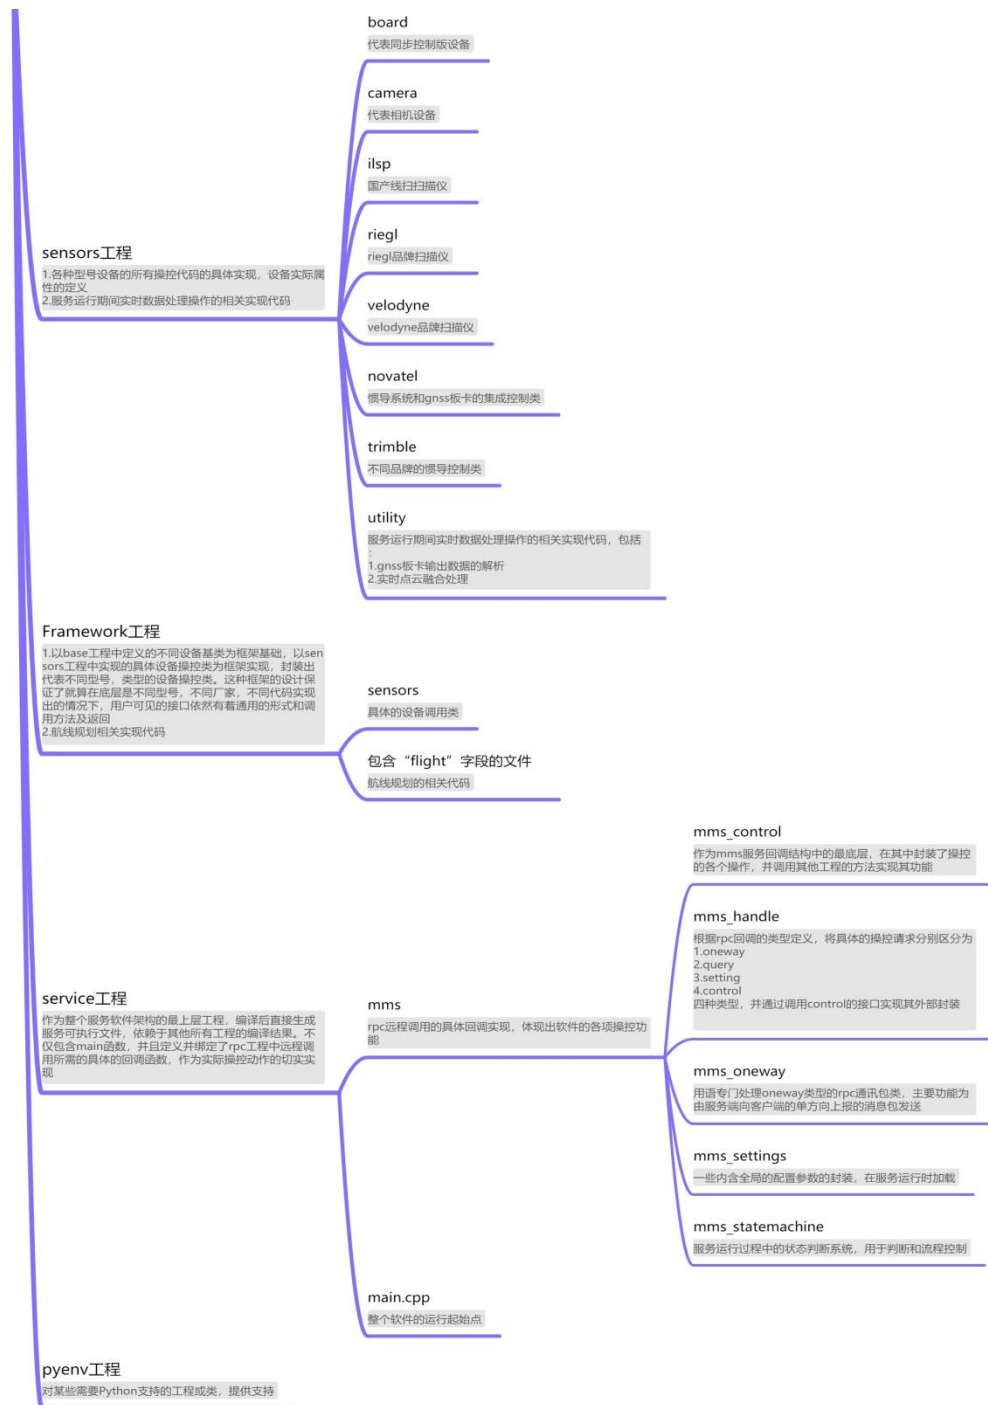 board
代表同步控制版设备
camera
代表相机设备
ilsp
国产线扫扫描仪
riegl
riegl品牌扫描仪
sensors工程
1.各种型号设备的所有操控代码的具体实现，设备实际属
性的定义
2.服务运行期间实时数据处理操作的相关实现代码
velodyne
velodyne品牌扫描仪
novatel
惯导系统和gnss板卡的集成控制类
trimble
不同品牌的惯导控制类
utility
服务运行期间实时数据处理操作的相关实现代码，包括
：
1.gnss板卡输出数据的解析
2.实时点云融合处理
Framework工程
1.以base工程中定义的不同设备基类为框架基础，以sen
sors工程中实现的具体设备操控类为框架实现，封装出
代表不同型号，类型的设备操控类。这种框架的设计保
证了就算在底层是不同型号，不同厂家，不同代码实现
出的情况下，用户可见的接口依然有着通用的形式和调
用方法及返回
2.航线规划相关实现代码
sensors
具体的设备调用类
包含“flight”字段的文件
航线规划的相关代码
service工程
作为整个服务软件架构的最上层工程，编译后直接生成
服务可执行文件，依赖于其他所有工程的编译结果。不
仅包含main函数，并且定义并绑定了rpc工程中远程调
用所需的具体的回调函数，作为实际操控动作的切实实
现
mms
rpc远程调用的具体回调实现，体现出软件的各项操控功
能
mms_control
作为mms服务回调结构中的最底层，在其中封装了操控
的各个操作，并调用其他工程的方法实现其功能
mms_handle
根据rpc回调的类型定义，将具体的操控请求分别区分为
1.oneway
2.query
3.setting
4.control
四种类型，并通过调用control的接口实现其外部封装
mms_oneway
用语专门处理oneway类型的rpc通讯包类，主要功能为
由服务端向客户端的单方向上报的消息包发送
mms_settings
一些内含全局的配置参数的封装，在服务运行时加载
mms_statemachine
服务运行过程中的状态判断系统，用于判断和流程控制
main.cpp
整个软件的运行起始点
pyenv工程
对某些需要Python支持的工程或类，提供支持